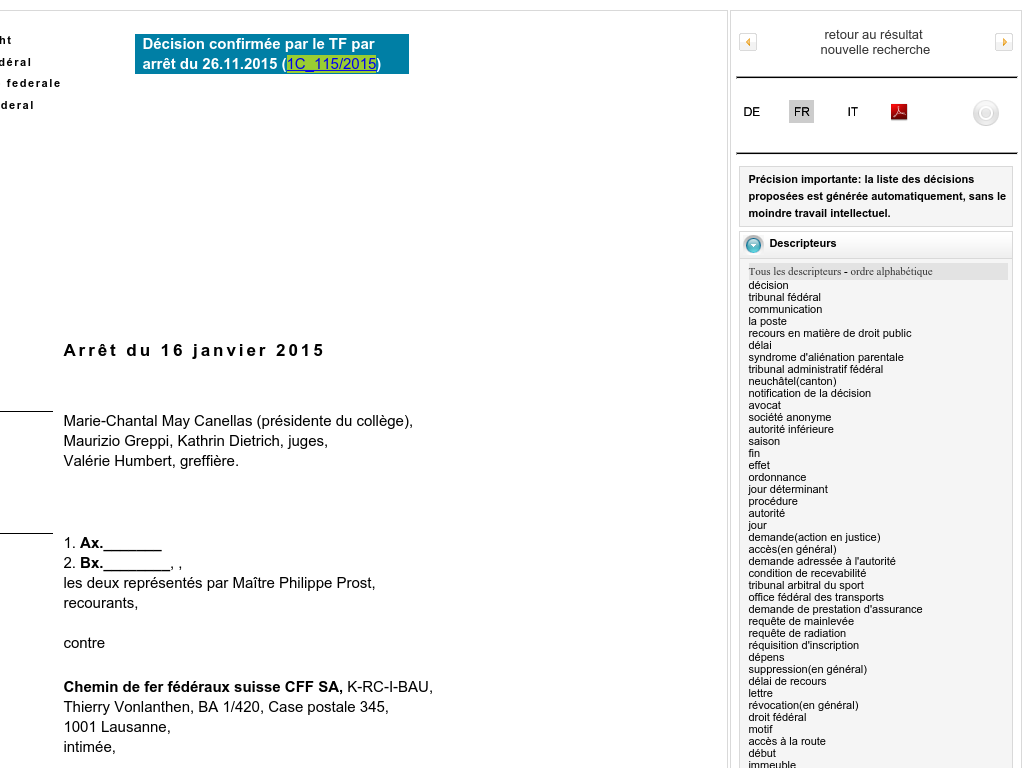 ht
déral
federale
deral
Décision confirmée par le TF par
arrêt du 26.11.2015 (1C_115/2015)
Arrêt du 16 janvier 2015
Marie-Chantal May Canellas (présidente du collège),
Maurizio Greppi, Kathrin Dietrich, juges,
Valérie Humbert, greffière.
1. Ax._______
2. Bx.________, ,
les deux représentés par Maître Philippe Prost,
recourants,
contre
Chemin de fer fédéraux suisse CFF SA, K-RC-I-BAU,
Thierry Vonlanthen, BA 1/420, Case postale 345,
1001 Lausanne,
intimée,
retour au résultat
nouvelle recherche
DE FR IT
Précision importante: la liste des décisions
proposées est générée automatiquement, sans le
moindre travail intellectuel.
Descripteurs
Tous les descripteurs - ordre alphabétique
décision
tribunal fédéral
communication
la poste
recours en matière de droit public
délai
syndrome d'aliénation parentale
tribunal administratif fédéral
neuchâtel(canton)
notification de la décision
avocat
société anonyme
autorité inférieure
saison
fin
effet
ordonnance
jour déterminant
procédure
autorité
jour
demande(action en justice)
accès(en général)
demande adressée à l'autorité
condition de recevabilité
tribunal arbitral du sport
office fédéral des transports
demande de prestation d'assurance
requête de mainlevée
requête de radiation
réquisition d'inscription
dépens
suppression(en général)
délai de recours
lettre
révocation(en général)
droit fédéral
motif
accès à la route
début
immeuble